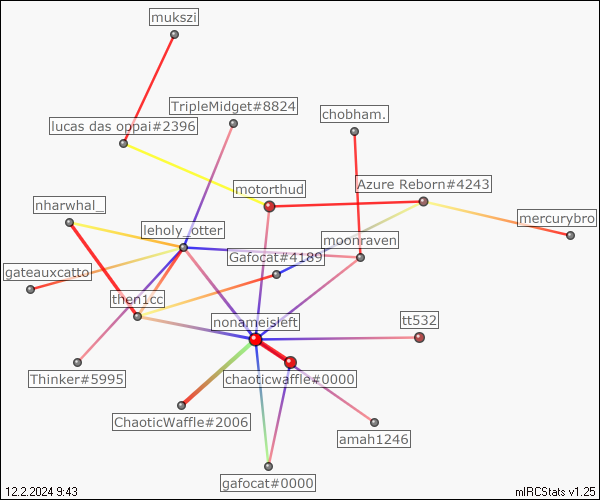 mukszi
TripleMidget#8824
chobham.
lucas das oppai#2396
motorthud
Azure Reborn#4243
nharwhal_
mercurybro
leholy_otter
moonraven
Gafocat#4189
gateauxcatto
then1cc
nonameisleft
tt532
Thinker#5995
chaoticwaffle#0000
ChaoticWaffle#2006
amah1246
gafocat#0000
12.2.2024 9:43
mIRCStats v1.25